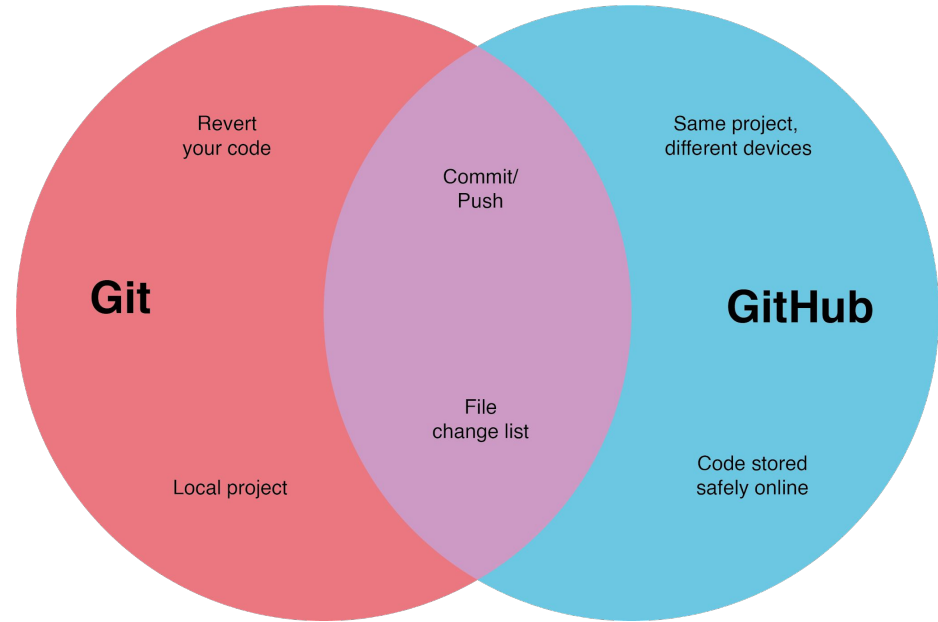 Revert
your code
Git
Local project
Commit/
Push
File
change list
Same project,
different devices
GitHub
Code stored
safely online